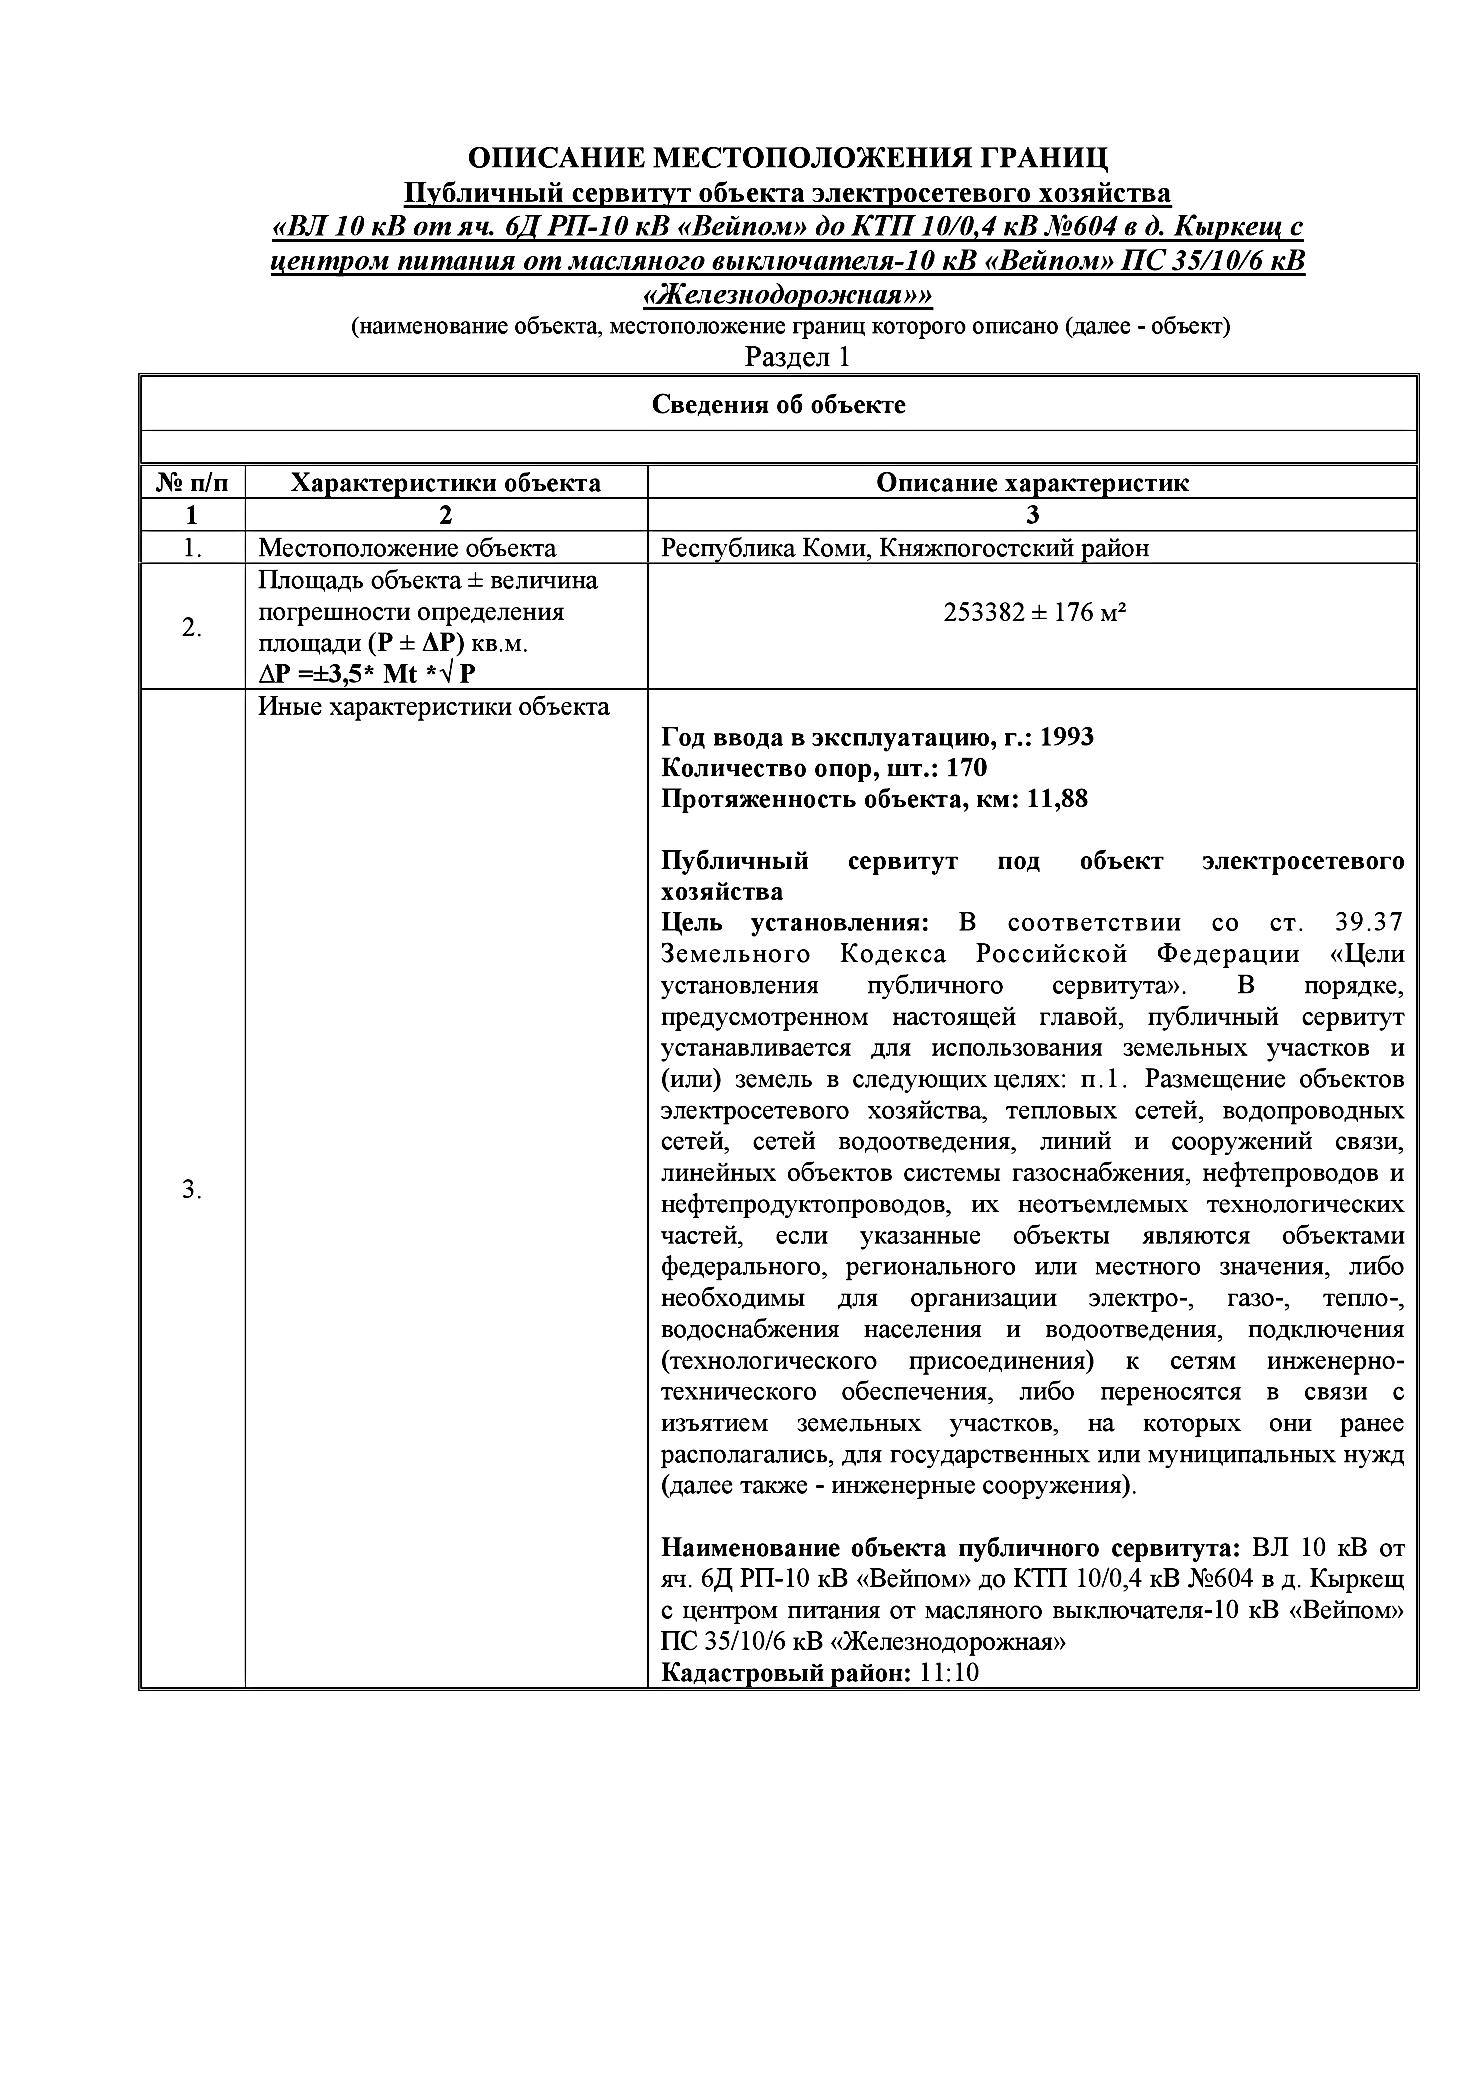 ОПИСАНИЕ МЕСТОПОЛОЖЕНИЯ ГРАНИЦ
Публичный сервитут объекта электросетевого хозяйства
«ВЛ 10 кВ от яч. 6Д РП-10 кВ «Вейпом» до КТП 10/0,4 кВ №604 в д. Кыркещ с
центром питания от масляного выключателя-10 кВ «Вейпом» ПС 35/10/6 кВ
«Железнодорожная»»
(наименование объекта, местоположение границ которого описано (далее - объект)
Раздел 1
Сведения об объекте
№ п/п Характеристики объекта Описание характеристик
1 2 3
1. Местоположение объекта Республика Коми, Княжпогостский район
2. Площадь объекта ± величина
погрешности определения
площади (P ± ΔP) кв.м.
ΔP =±3,5* Mt *√ P
253382 ± 176 м²
3. Иные характеристики объекта
Год ввода в эксплуатацию, г.: 1993
Количество опор, шт.: 170
Протяженность объекта, км: 11,88
Публичный сервитут под объект электросетевого
хозяйства
Цель установления: В соответствии со ст. 39.37
Земельного Кодекса Российской Федерации «Цели
установления публичного сервитута». В порядке,
предусмотренном настоящей главой, публичный сервитут
устанавливается для использования земельных участков и
(или) земель в следующих целях: п.1. Размещение объектов
электросетевого хозяйства, тепловых сетей, водопроводных
сетей, сетей водоотведения, линий и сооружений связи,
линейных объектов системы газоснабжения, нефтепроводов и
нефтепродуктопроводов, их неотъемлемых технологических
частей, если указанные объекты являются объектами
федерального, регионального или местного значения, либо
необходимы для организации электро-, газо-, тепло-,
водоснабжения населения и водоотведения, подключения
(технологического присоединения) к сетям инженерно-
технического обеспечения, либо переносятся в связи с
изъятием земельных участков, на которых они ранее
располагались, для государственных или муниципальных нужд
(далее также - инженерные сооружения).
Наименование объекта публичного сервитута: ВЛ 10 кВ от
яч. 6Д РП-10 кВ «Вейпом» до КТП 10/0,4 кВ №604 в д. Кыркещ
с центром питания от масляного выключателя-10 кВ «Вейпом»
ПС 35/10/6 кВ «Железнодорожная»
Кадастровый район: 11:10